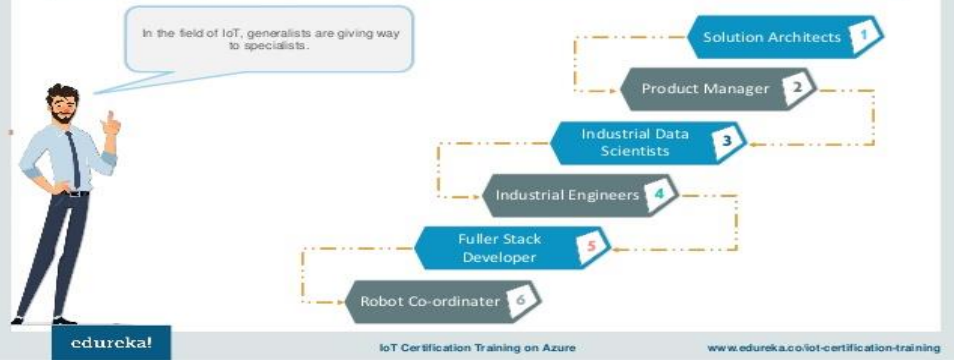 In the field of IoT, generalists are giving way
to specialists.
Solution Architects 1
Product Manager 2
Industrial Data
Scientists 3
Industrial Engineers 4
Fuller Stack
Developer 5
Robot Co-ordinater 6
edureka!
IoT Certification Training on Azure
www.edureka.co/iot-certification-training